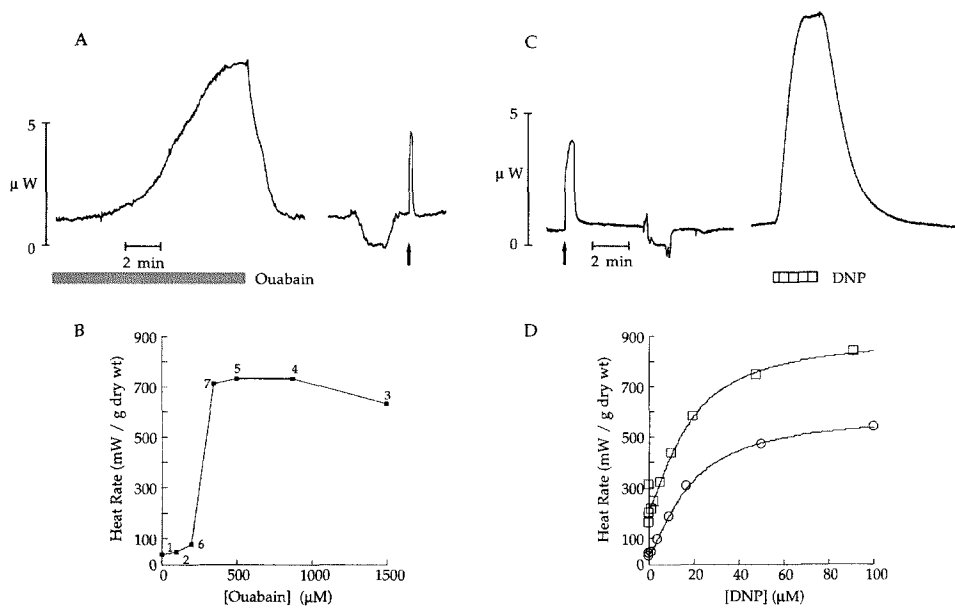 A
5
μ W
0
2 min
Ouabain
C
5
μ W
0
2 min
DNP
B
Heat Rate (mW / g dry wt)
900
700
500
300
100
0
1
2
6
7
5
4
3
0
500
1000
1500
[Ouabain] (μM)
D
Heat Rate (mW / g dry wt)
900
700
500
300
100
0
0
20
40
60
80
100
[DNP] (μM)